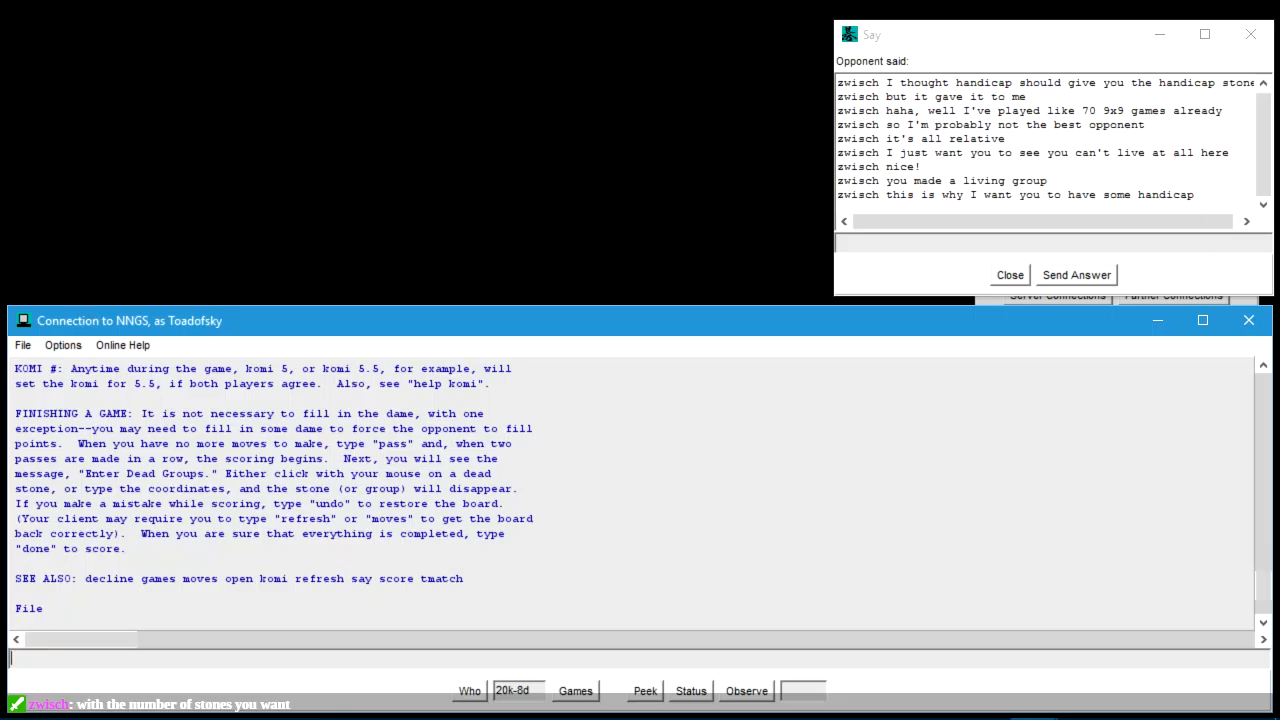 Say
Opponent said:
zwisch I thought handicap should give you the handicap stone
zwisch but it gave it to me
zwisch haha, well I've played like 70 9x9 games already
zwisch so I'm probably not the best opponent
zwisch it's all relative
zwisch I just want you to see you can't live at all here
zwisch nice!
zwisch you made a living group
zwisch this is why I want you to have some handicap
Close Send Answer
Server Connections Partner Connections
Connection to NNGS, as Toadofsky
File Options Online Help
KOMI #: Anytime during the game, komi 5, or komi 5.5, for example, will
set the komi for 5.5, if both players agree. Also, see "help komi".
FINISHING A GAME: It is not necessary to fill in the dame, with one
exception--you may need to fill in some dame to force the opponent to fill
points. When you have no more moves to make, type "pass" and, when two
passes are made in a row, the scoring begins. Next, you will see the
message, "Enter Dead Groups." Either click with your mouse on a dead
stone, or type the coordinates, and the stone (or group) will disappear.
If you make a mistake while scoring, type "undo" to restore the board.
(Your client may require you to type "refresh" or "moves" to get the board
back correctly). When you are sure that everything is completed, type
"done" to score.
SEE ALSO: decline games moves open komi refresh say score tmatch
File
Who 20k-8d Games Peek Status Observe
zwisch: with the number of stones you want